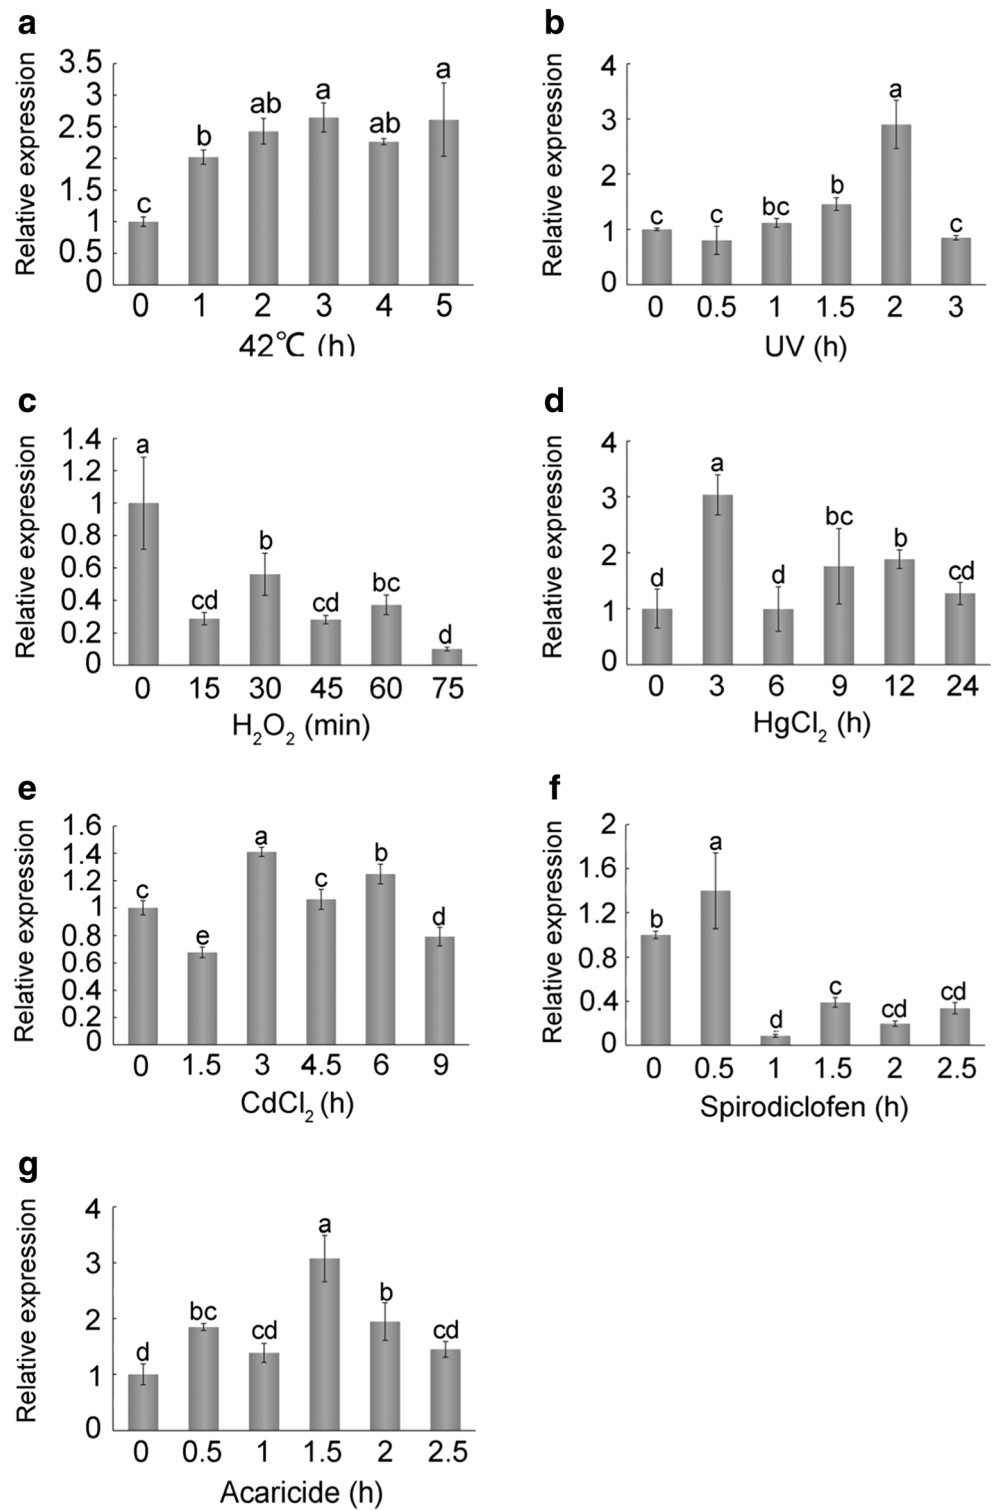 a
Relative expression
3.5
3
2.5
2
1.5
1
0.5
0
c
b
ab
a
ab
a
0 1 2 3 4 5
42℃ (h)
b
Relative expression
4
3
2
1
0
c
c
bc
b
a
c
0 0.5 1 1.5 2 3
UV (h)
c
Relative expression
1.4
1.2
1
0.8
0.6
0.4
0.2
0
a
cd
b
cd
bc
d
0 15 30 45 60 75
H₂O₂ (min)
d
Relative expression
4
3
2
1
0
d
a
d
bc
b
cd
0 3 6 9 12 24
HgCl₂ (h)
e
Relative expression
1.6
1.4
1.2
1
0.8
0.6
0.4
0.2
0
c
e
a
c
b
d
0 1.5 3 4.5 6 9
CdCl₂ (h)
f
Relative expression
2
1.6
1.2
0.8
0.4
0
b
a
d
c
cd
cd
0 0.5 1 1.5 2 2.5
Spirodiclofen (h)
g
Relative expression
4
3
2
1
0
d
bc
cd
a
b
cd
0 0.5 1 1.5 2 2.5
Acaricide (h)